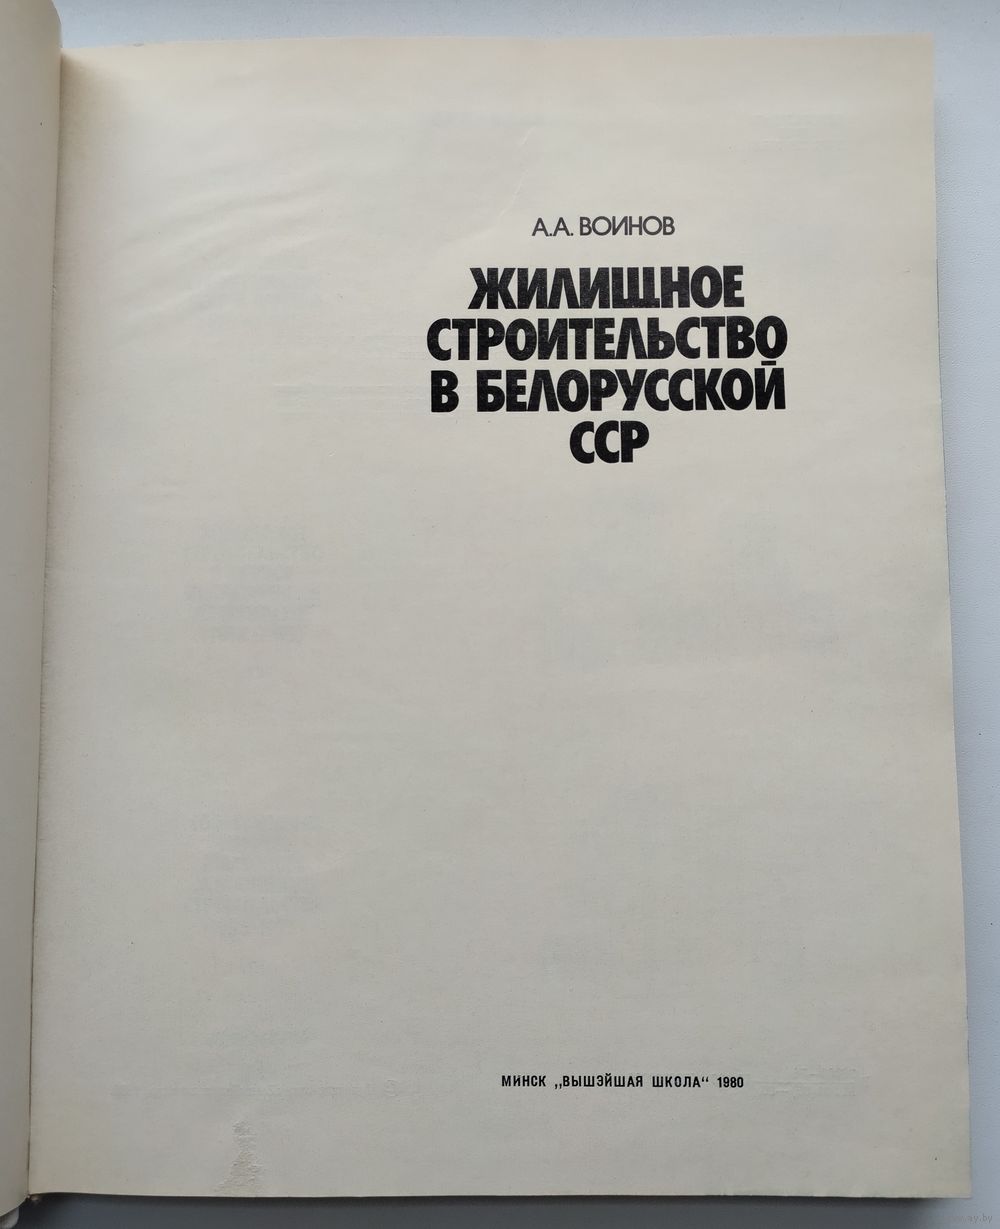 А.А. ВОИНОВ
ЖИЛИЩНОЕ
СТРОИТЕЛЬСТВО
В БЕЛОРУССКОЙ
ССР
МИНСК „ВЫШЭЙШАЯ ШКОЛА“ 1980